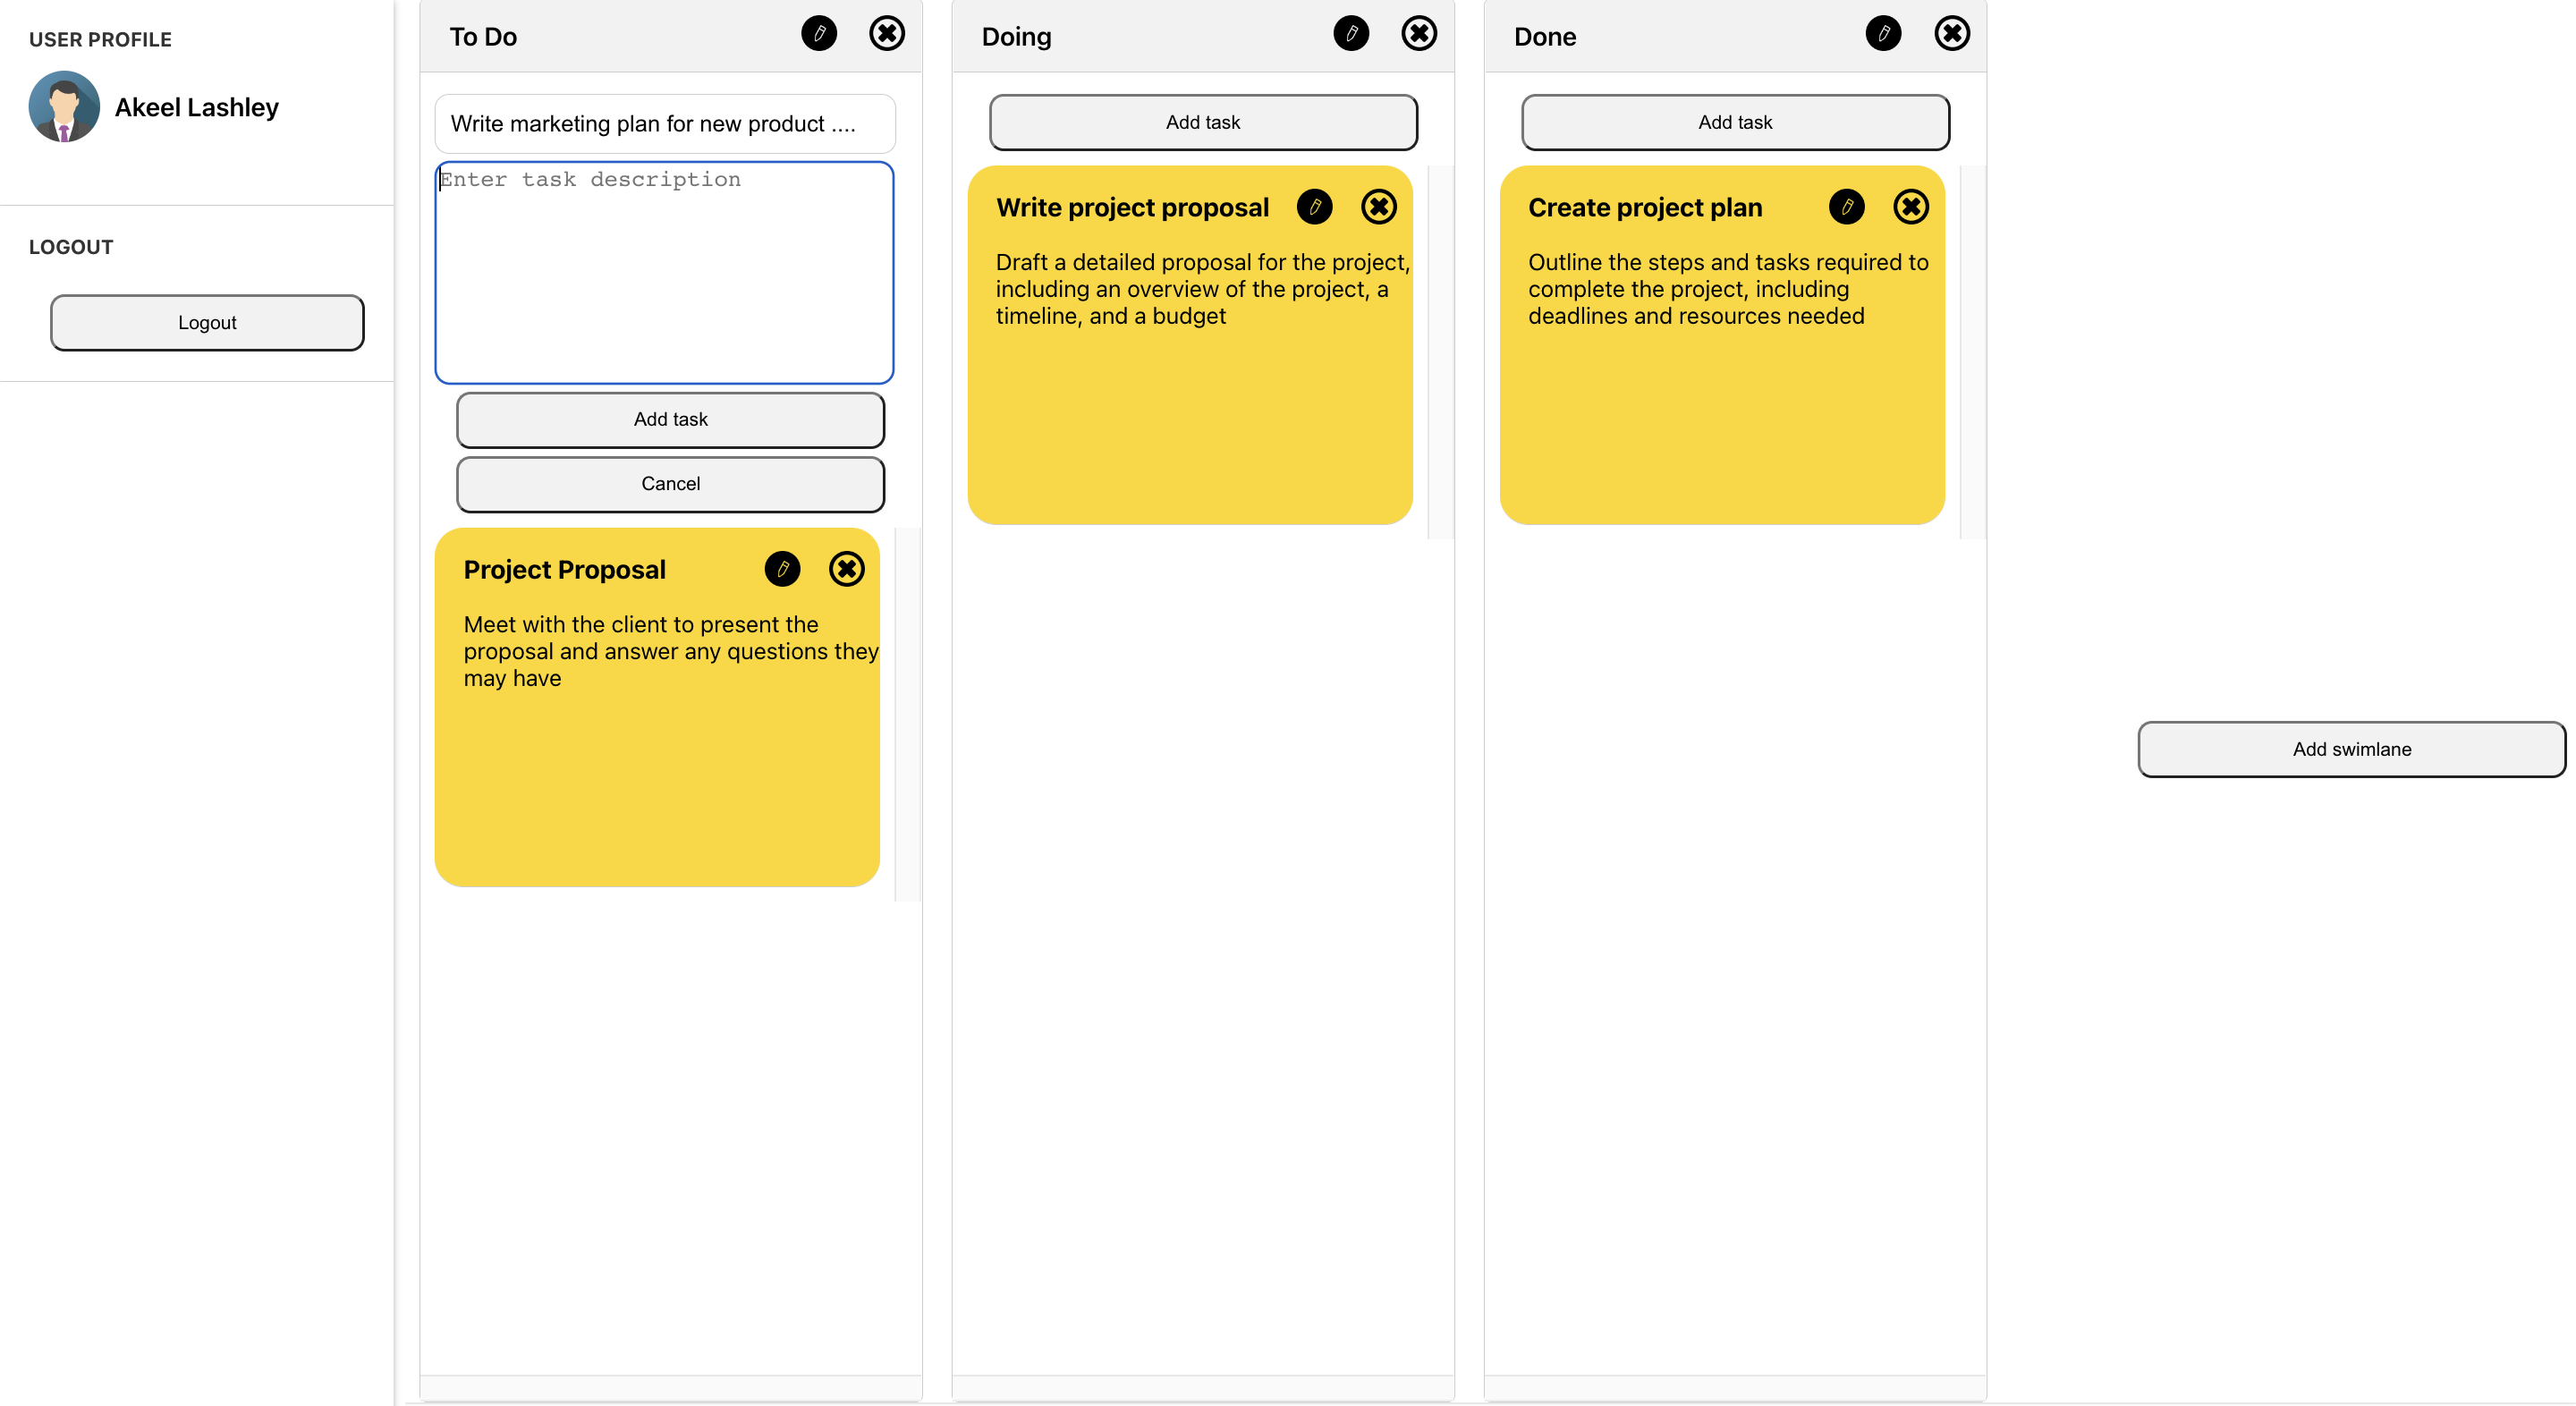 USER PROFILE
Akeel Lashley
LOGOUT
Logout
To Do
Write marketing plan for new product ....
Enter task description
Add task
Cancel
Project Proposal
Meet with the client to present the
proposal and answer any questions they
may have
Doing
Add task
Write project proposal
Draft a detailed proposal for the project,
including an overview of the project, a
timeline, and a budget
Done
Add task
Create project plan
Outline the steps and tasks required to
complete the project, including
deadlines and resources needed
Add swimlane